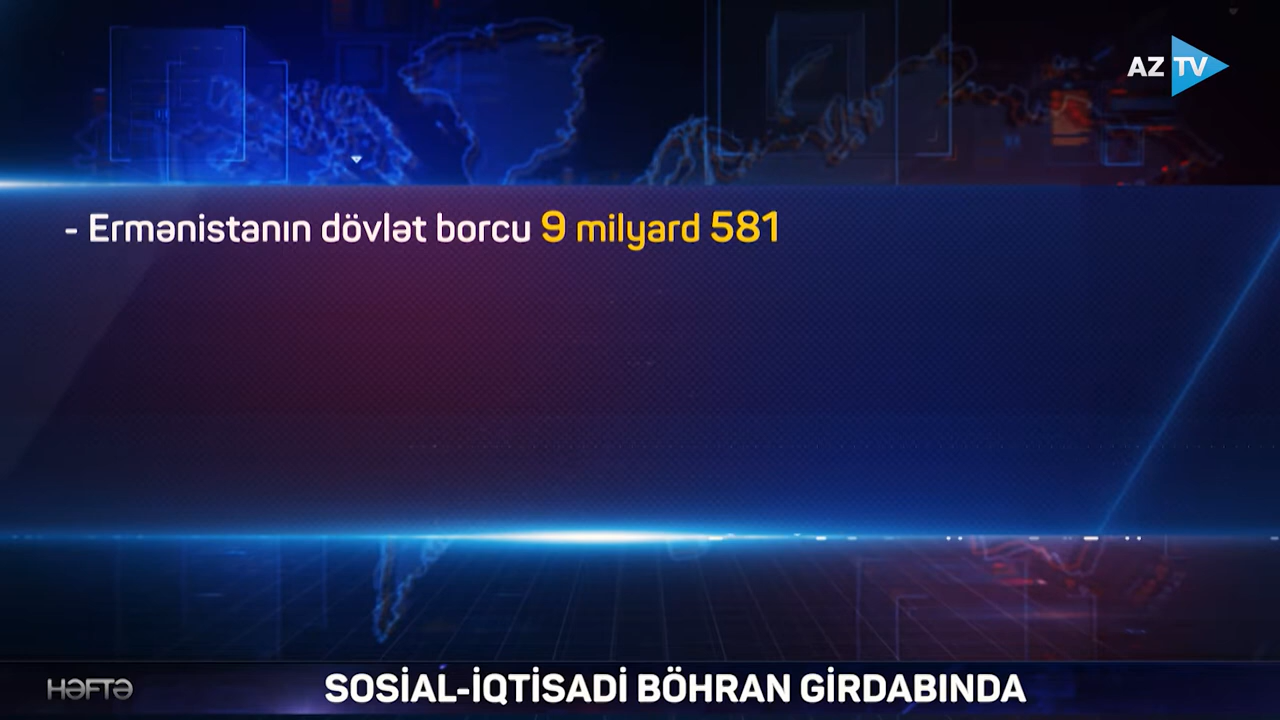 AZ TV
- Ermənistanın dövlət borcu 9 milyard 581
HƏFTƏ
SOSİAL-İQTİSADİ BÖHRAN GİRDABINDA